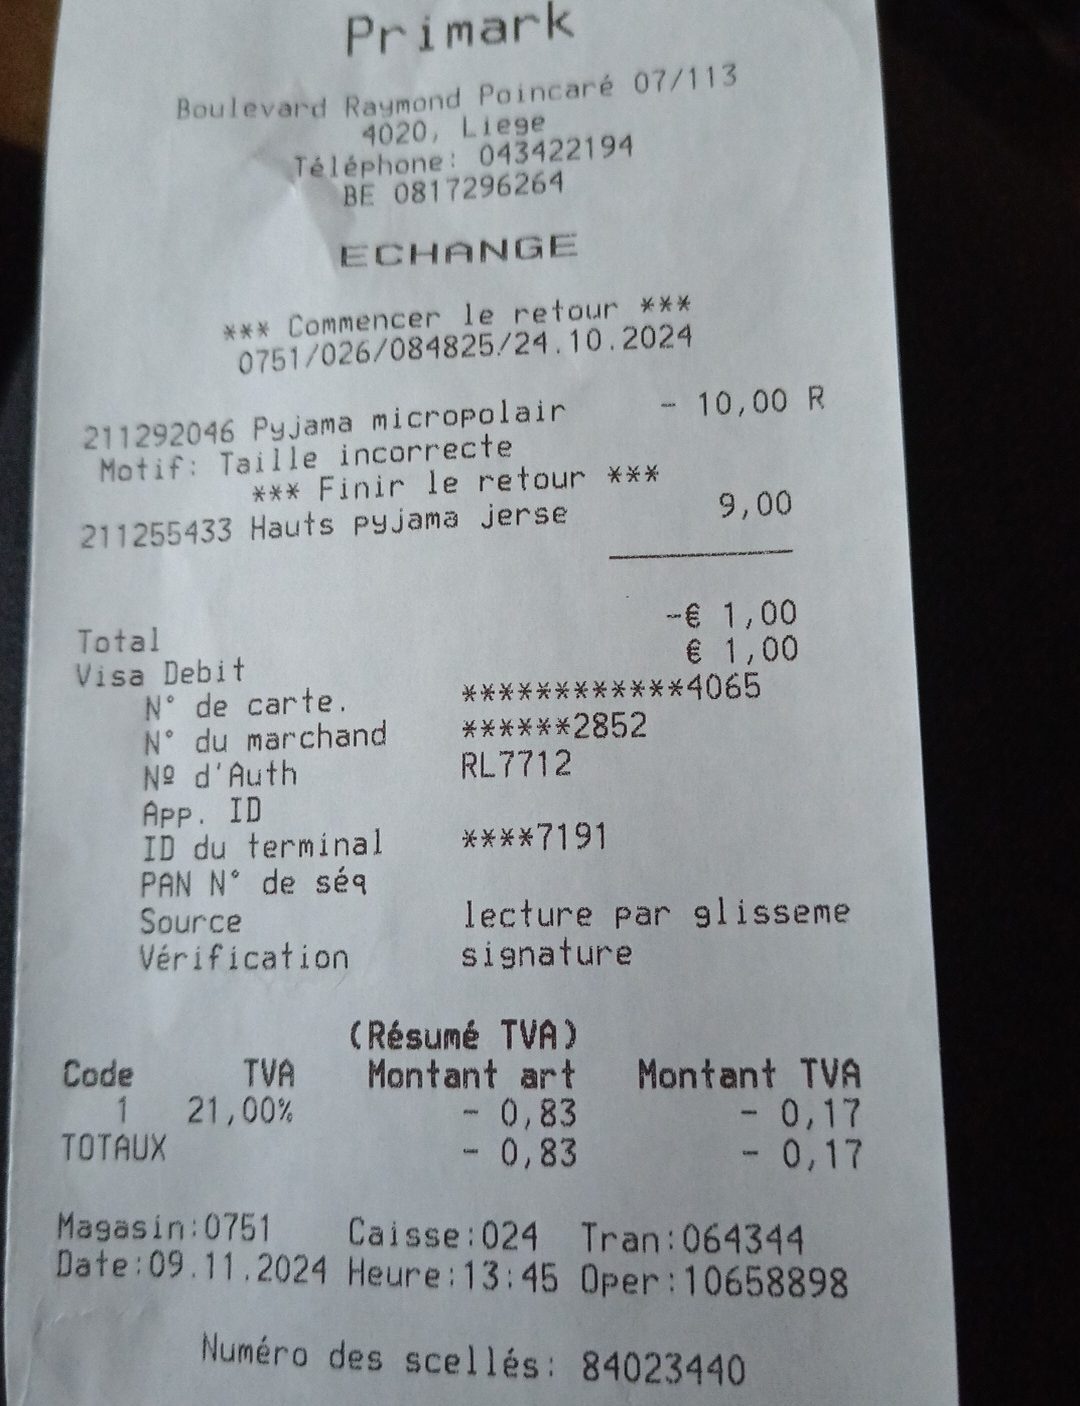 Primark
Boulevard Raymond Poincaré 07/113
4020, Liege
Téléphone: 043422194
BE 0817296264
ECHANGE
*** Commencer le retour ***
0751/026/084825/24.10.2024
211292046 Pyjama micropolair - 10,00 R
Motif: Taille incorrecte
*** Finir le retour ***
211255433 Hauts pyjama jerse 9,00
Total -€ 1,00
Visa Debit € 1,00
N° de carte. ************4065
N° du marchand ******2852
Nº d'Auth RL7712
App. ID
ID du terminal ****7191
PAN N° de séq
Source lecture par glisseme
Vérification signature
(Résumé TVA)
Code TVA Montant art Montant TVA
1 21,00% - 0,83 - 0,17
TOTAUX - 0,83 - 0,17
Magasin:0751 Caisse:024 Tran:064344
Date:09.11.2024 Heure:13:45 Oper:10658898
Numéro des scellés: 84023440